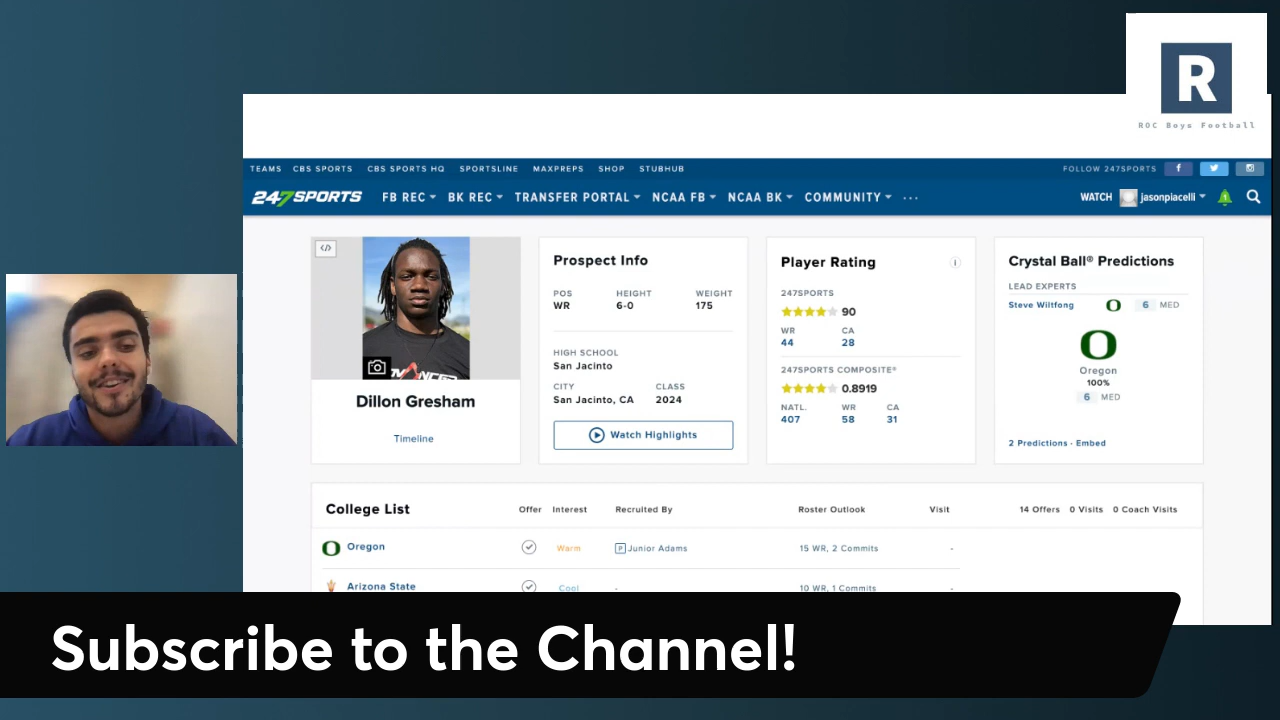 R
ROC Boys Football
TEAMS CBS SPORTS CBS SPORTS HQ SPORTSLINE MAXPREPS SHOP STUBHUB FOLLOW 247SPORTS
247SPORTS FB REC BK REC TRANSFER PORTAL NCAA FB NCAA BK COMMUNITY ... WATCH jasonpiacelli 1
Dillon Gresham
Timeline
Prospect Info
POS HEIGHT WEIGHT
WR 6-0 175
HIGH SCHOOL
San Jacinto
CITY CLASS
San Jacinto, CA 2024
Watch Highlights
Player Rating
247SPORTS
90
WR CA
44 28
247SPORTS COMPOSITE®
0.8919
NATL. WR CA
407 58 31
Crystal Ball® Predictions
LEAD EXPERTS
Steve Wiltfong 6 MED
Oregon
100%
6 MED
2 Predictions · Embed
College List Offer Interest Recruited By Roster Outlook Visit 14 Offers 0 Visits 0 Coach Visits
Oregon Warm P Junior Adams 15 WR, 2 Commits -
Arizona State Cool - 10 WR, 1 Commits -
Subscribe to the Channel!